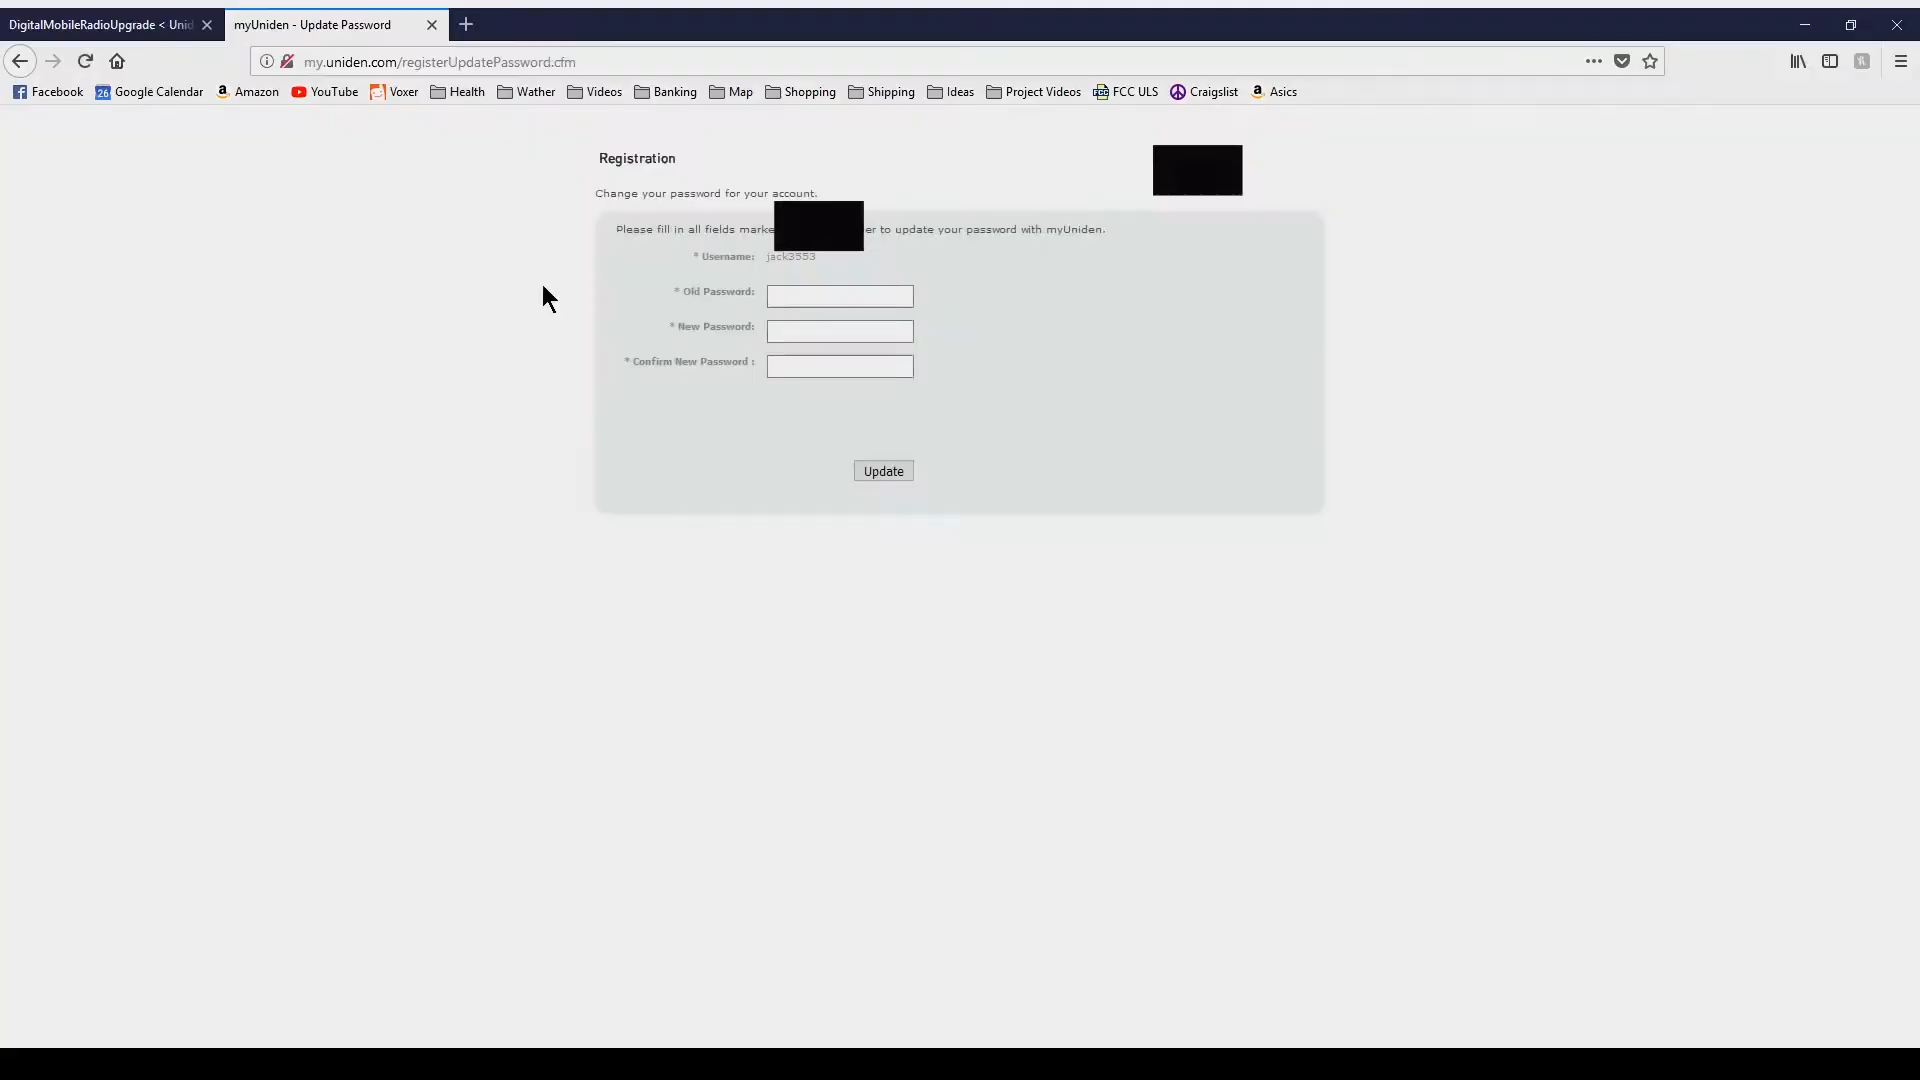 DigitalMobileRadioUpgrade < Unid
myUniden - Update Password
my.uniden.com/registerUpdatePassword.cfm
Facebook 26 Google Calendar Amazon YouTube Voxer Health Wather Videos Banking Map Shopping Shipping Ideas Project Videos FCC FCC ULS Craigslist Asics
Registration
Change your password for your account.
Please fill in all fields marke er to update your password with myUniden.
* Username: jack3553
* Old Password:
* New Password:
* Confirm New Password :
Update